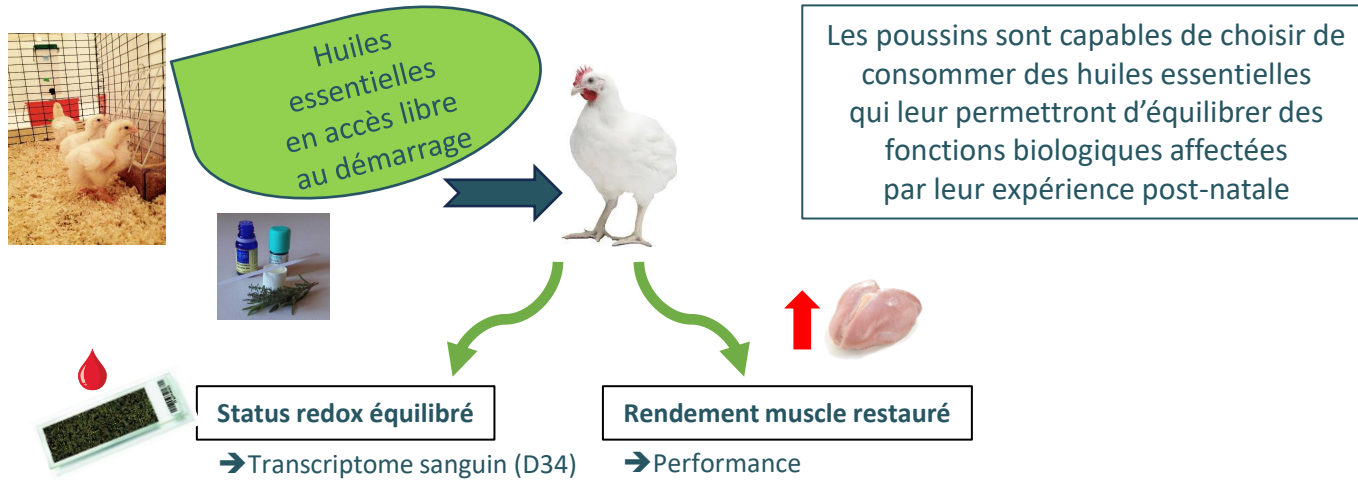 Huiles
essentielles
en accès libre
au démarrage
Les poussins sont capables de choisir de
consommer des huiles essentielles
qui leur permettront d'équilibrer des
fonctions biologiques affectées
par leur expérience post-natale
Status redox équilibré
➔Transcriptome sanguin (D34)
Rendement muscle restauré
➔Performance